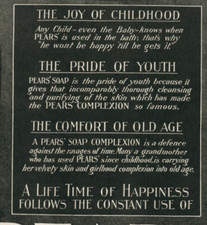 THE JOY OF CHILDHOOD
Any Child - even the Baby - knows when
PEARS' is used in the bath; that's why
"he won't be happy till he gets it."
THE PRIDE OF YOUTH
PEARS' SOAP is the pride of youth because it
gives that incomparably thorough cleansing
and purifying of the skin which has made
the PEARS' COMPLEXION so famous.
THE COMFORT OF OLD AGE
A PEARS' SOAP COMPLEXION is a defence
against the ravages of time. Many a grandmother
who has used PEARS' since childhood, is carrying
her velvety skin and girlhood complexion into old age.
A LIFE TIME OF HAPPINESS
FOLLOWS THE CONSTANT USE OF